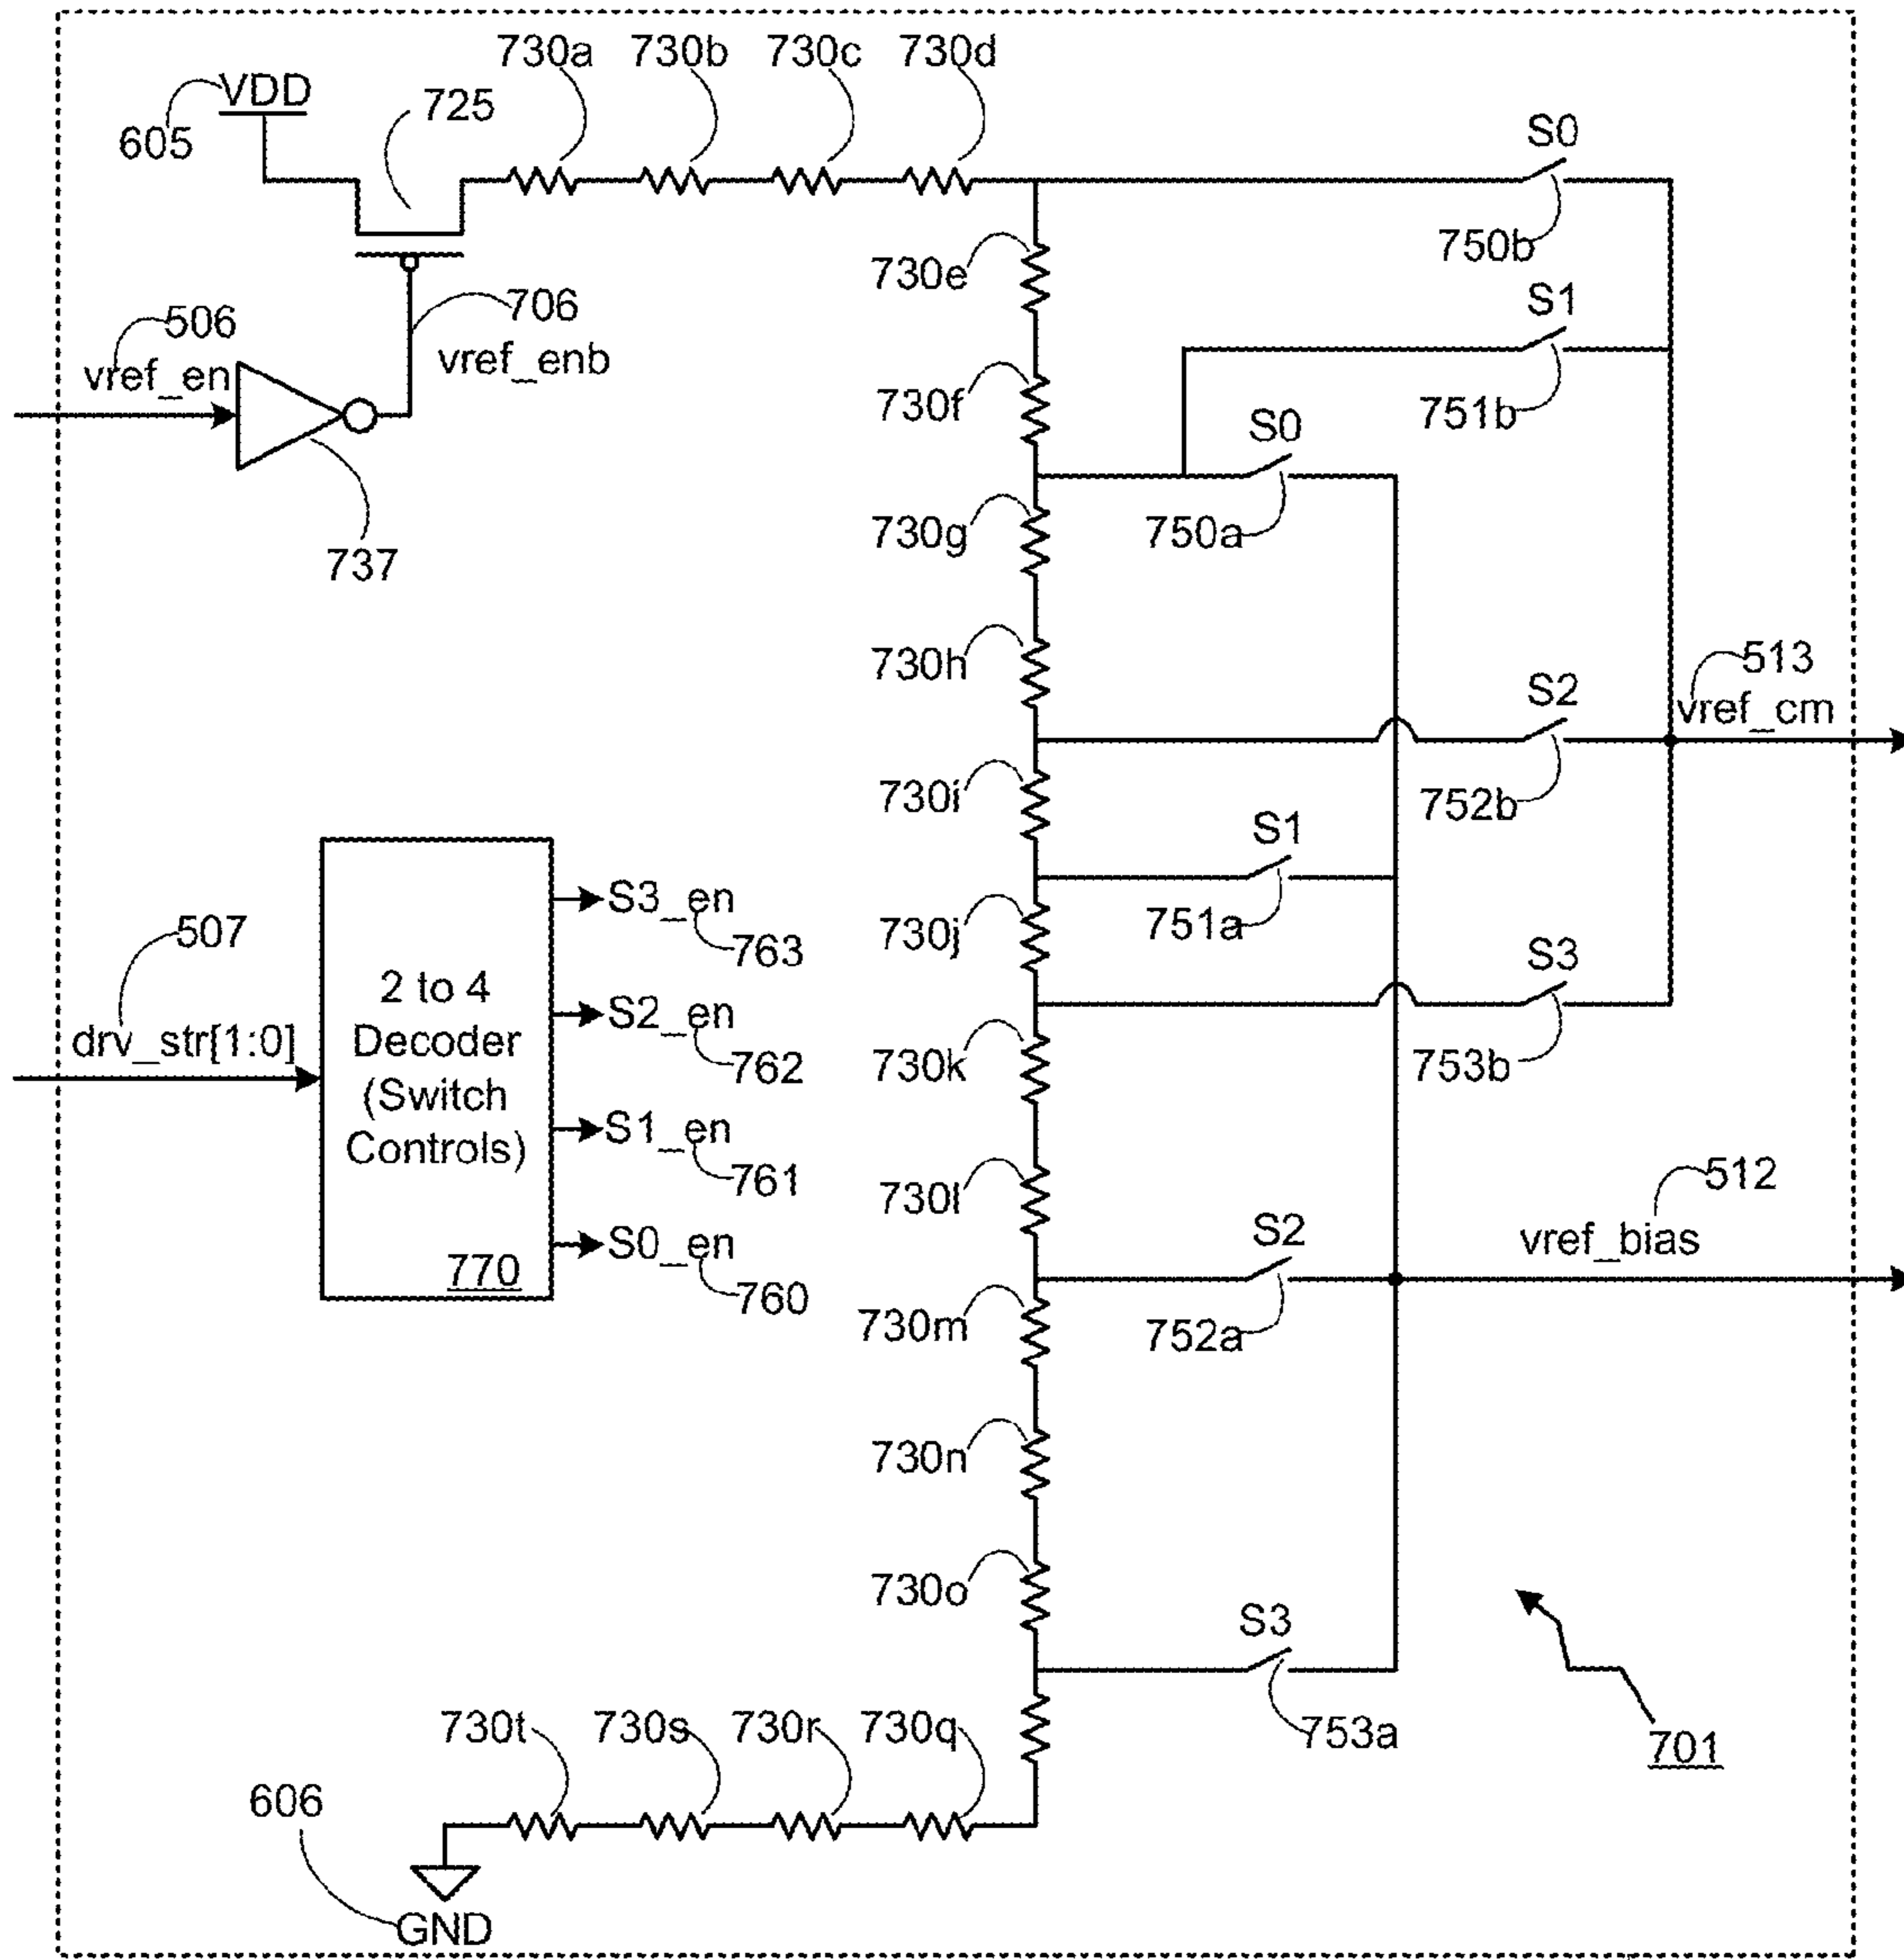 730a 730b 730c 730d
VDD
605
725
S0
750b
730e
S1
751b
506
vref_en
706
vref_enb
730f
S0
750a
737
730g
730h
513
vref_cm
S2
752b
730i
S1
751a
730j
S3
753b
507
drv_str[1:0]
2 to 4
Decoder
(Switch
Controls)
770
S3_en
763
S2_en
762
S1_en
761
S0_en
760
730k
730l
512
vref_bias
S2
752a
730m
730n
730o
S3
753a
701
730t 730s 730r 730q
606
GND